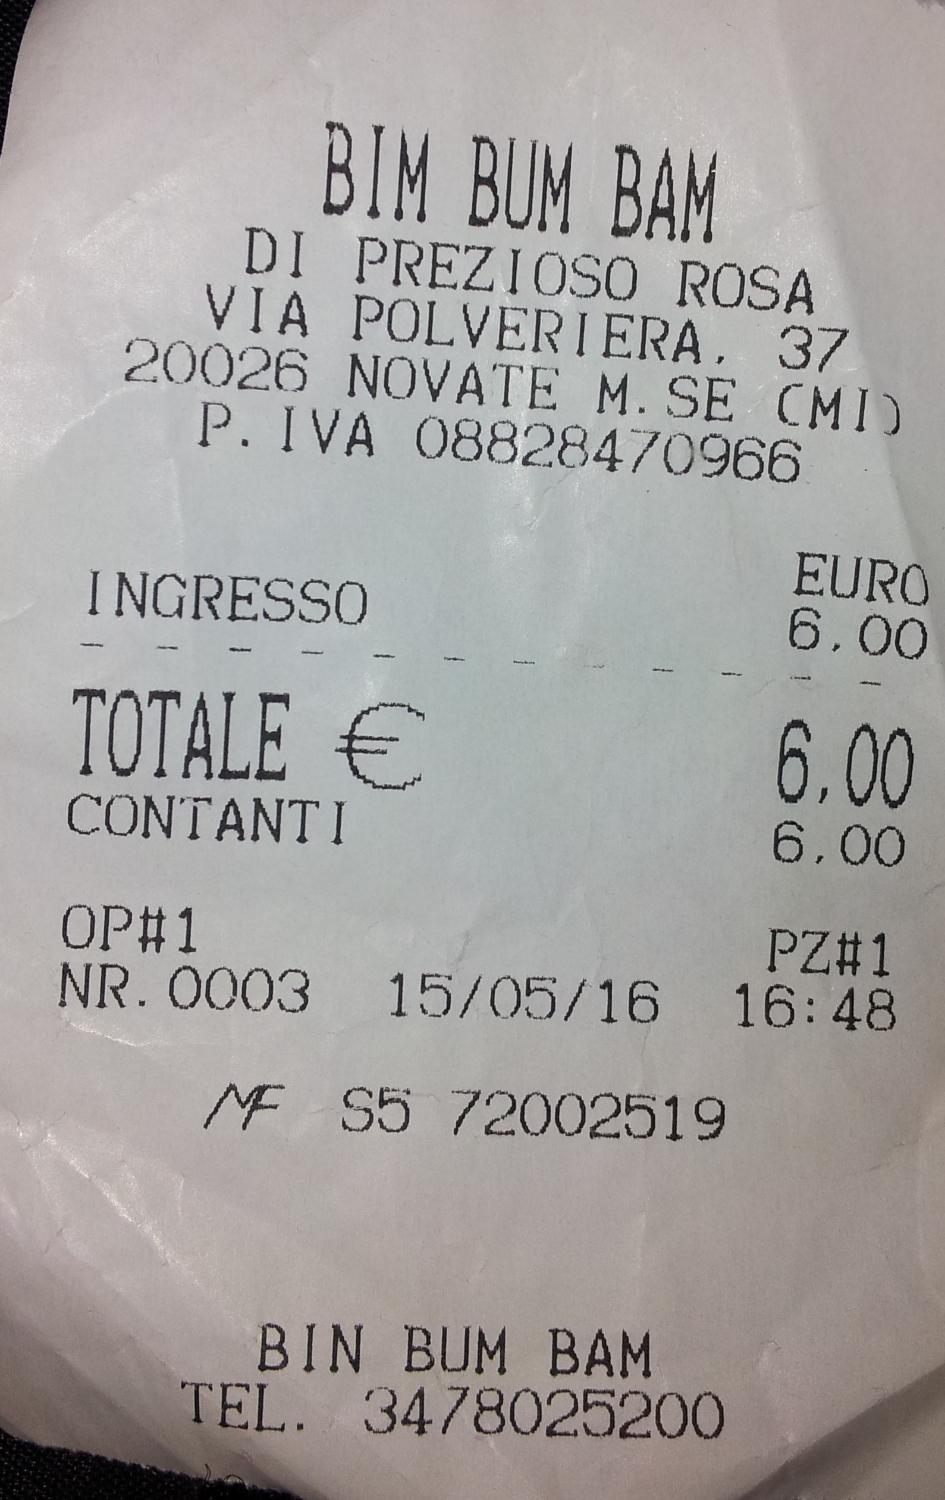 BIM BUM BAM
DI PREZIOSO ROSA
VIA POLVERIERA, 37
20026 NOVATE M.SE (MI)
P.IVA 08828470966
EURO
INGRESSO 6,00
TOTALE € 6,00
CONTANTI 6,00
OP#1 PZ#1
NR.0003 15/05/16 16:48
MF S5 72002519
BIN BUM BAM
TEL. 3478025200